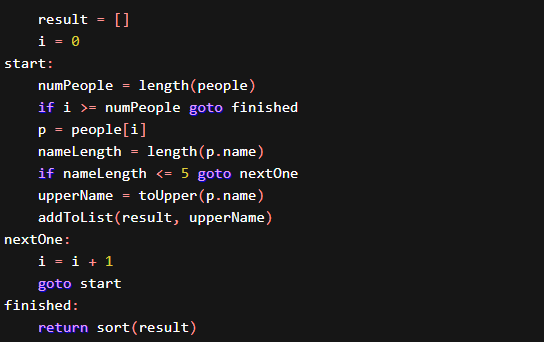 result = []
    i = 0
start:
    numPeople = length(people)
    if i >= numPeople goto finished
    p = people[i]
    nameLength = length(p.name)
    if nameLength <= 5 goto nextOne
    upperName = toUpper(p.name)
    addToList(result, upperName)
nextOne:
    i = i + 1
    goto start
finished:
    return sort(result)